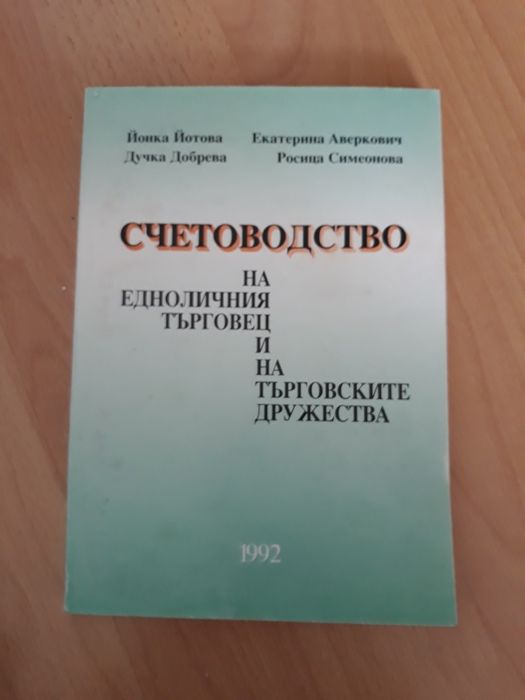 Йонка Йотова Екатерина Аверкович
Дучка Добрева Росица Симеонова
СЧЕТОВОДСТВО
НА
ЕДНОЛИЧНИЯ
ТЪРГОВЕЦ
И
НА
ТЪРГОВСКИТЕ
ДРУЖЕСТВА
1992